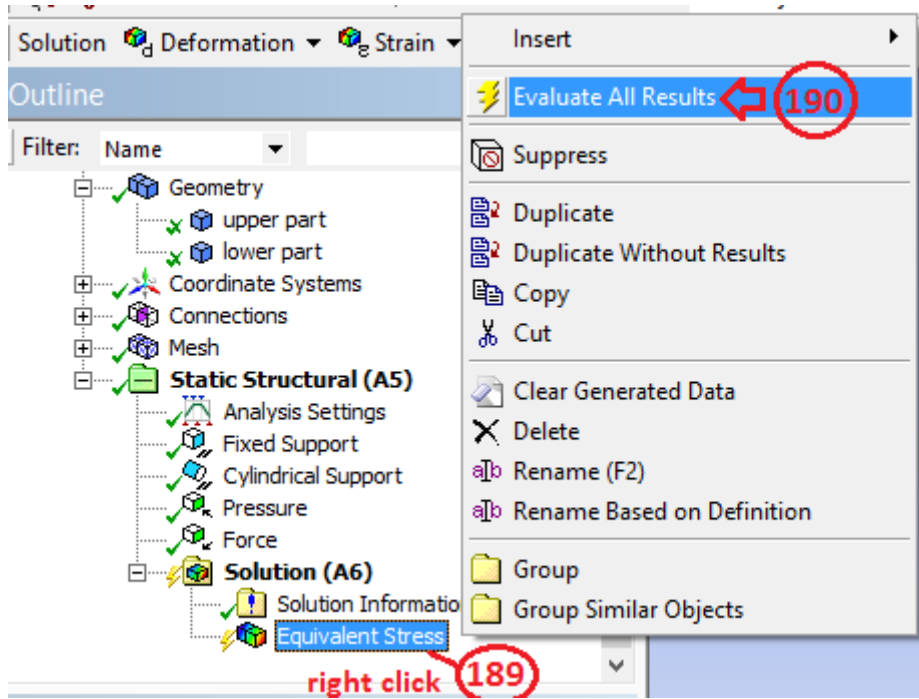 Solution Deformation Strain
Outline
Filter: Name
Geometry
upper part
lower part
Coordinate Systems
Connections
Mesh
Static Structural (A5)
Analysis Settings
Fixed Support
Cylindrical Support
Pressure
Force
Solution (A6)
Solution Informatio
Equivalent Stress
right click 189
Insert
Evaluate All Results 190
Suppress
Duplicate
Duplicate Without Results
Copy
Cut
Clear Generated Data
Delete
Rename (F2)
Rename Based on Definition
Group
Group Similar Objects